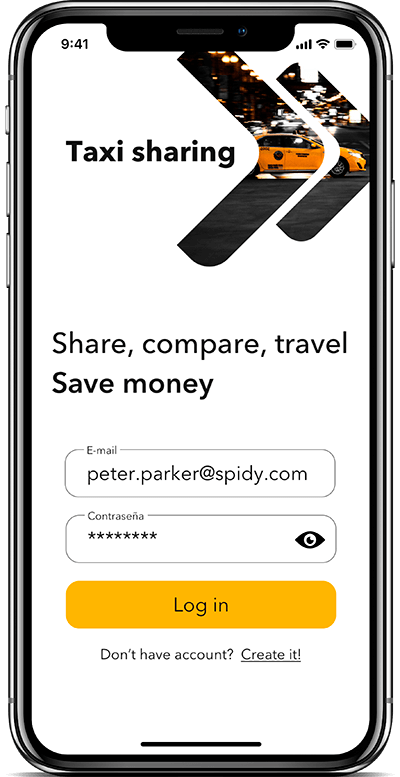 9:41
Taxi sharing
Share, compare, travel
Save money
E-mail
peter.parker@spidy.com
Contraseña
********
Log in
Don't have account? Create it!